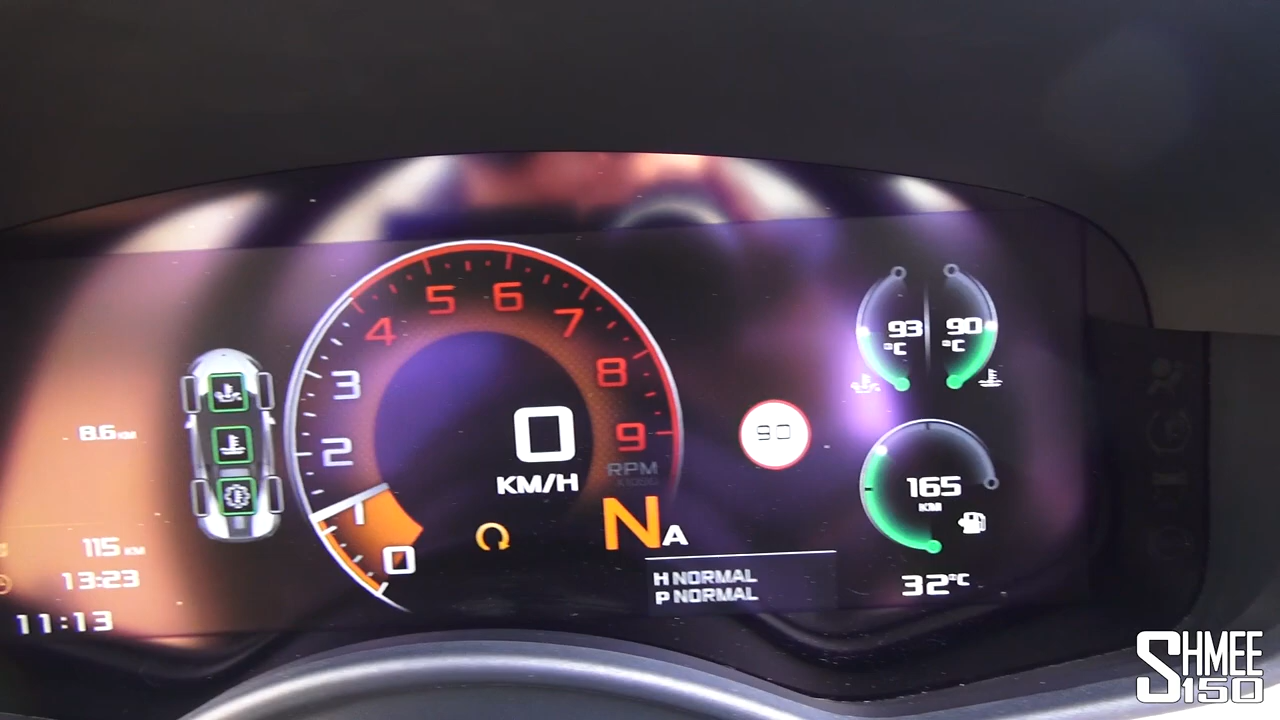 8.6 KM
115 KM
13:23
11:13
0
1
2
3
4
5
6
7
8
9
RPM
0
KM/H
N A
H NORMAL
P NORMAL
90
93 °C
90 °C
165
KM
32°C
SHMEE
150